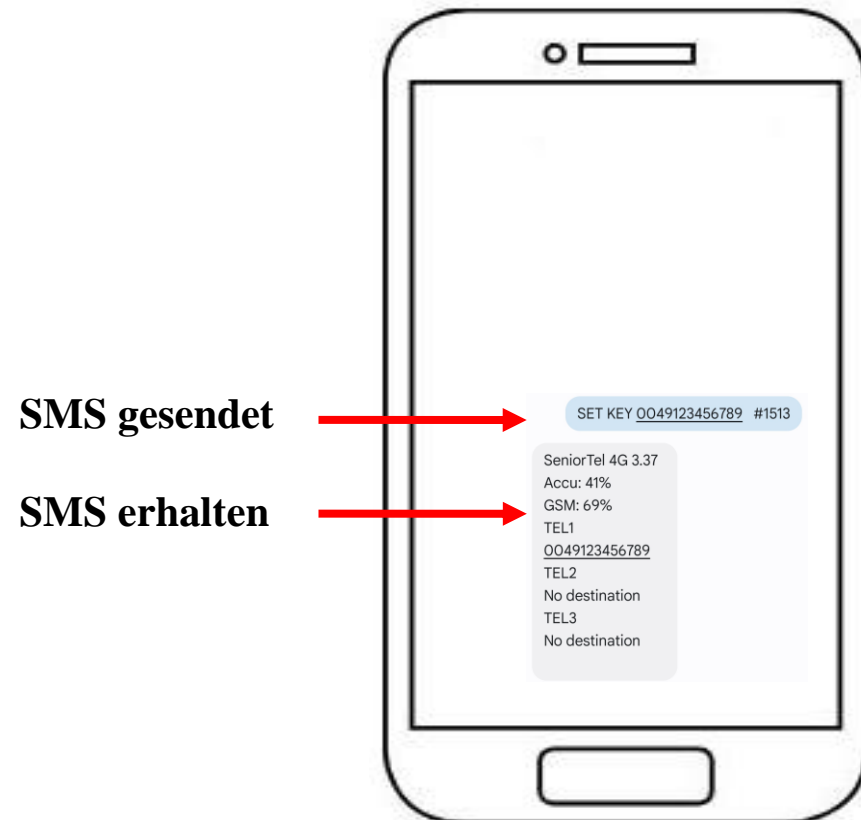 SMS gesendet
SET KEY 0049123456789 #1513
SMS erhalten
SeniorTel 4G 3.37
Accu: 41%
GSM: 69%
TEL1
0049123456789
TEL2
No destination
TEL3
No destination